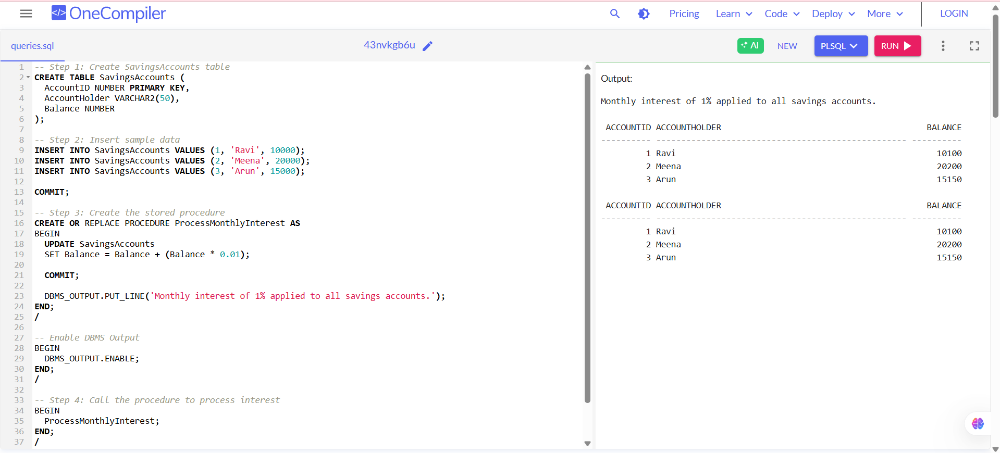 OneCompiler
Pricing Learn Code Deploy More LOGIN
queries.sql 43nvkgb6u AI NEW PLSQL RUN
1 -- Step 1: Create SavingsAccounts table
2 CREATE TABLE SavingsAccounts (
3 AccountID NUMBER PRIMARY KEY,
4 AccountHolder VARCHAR2(50),
5 Balance NUMBER
6 );
7
8 -- Step 2: Insert sample data
9 INSERT INTO SavingsAccounts VALUES (1, 'Ravi', 10000);
10 INSERT INTO SavingsAccounts VALUES (2, 'Meena', 20000);
11 INSERT INTO SavingsAccounts VALUES (3, 'Arun', 15000);
12
13 COMMIT;
14
15 -- Step 3: Create the stored procedure
16 CREATE OR REPLACE PROCEDURE ProcessMonthlyInterest AS
17 BEGIN
18 UPDATE SavingsAccounts
19 SET Balance = Balance + (Balance * 0.01);
20
21 COMMIT;
22
23 DBMS_OUTPUT.PUT_LINE('Monthly interest of 1% applied to all savings accounts.');
24 END;
25 /
26
27 -- Enable DBMS Output
28 BEGIN
29 DBMS_OUTPUT.ENABLE;
30 END;
31 /
32
33 -- Step 4: Call the procedure to process interest
34 BEGIN
35 ProcessMonthlyInterest;
36 END;
37 /
Output:
Monthly interest of 1% applied to all savings accounts.
ACCOUNTID ACCOUNTHOLDER BALANCE
---------- -------------------------------------------------- ----------
1 Ravi 10100
2 Meena 20200
3 Arun 15150
ACCOUNTID ACCOUNTHOLDER BALANCE
---------- -------------------------------------------------- ----------
1 Ravi 10100
2 Meena 20200
3 Arun 15150